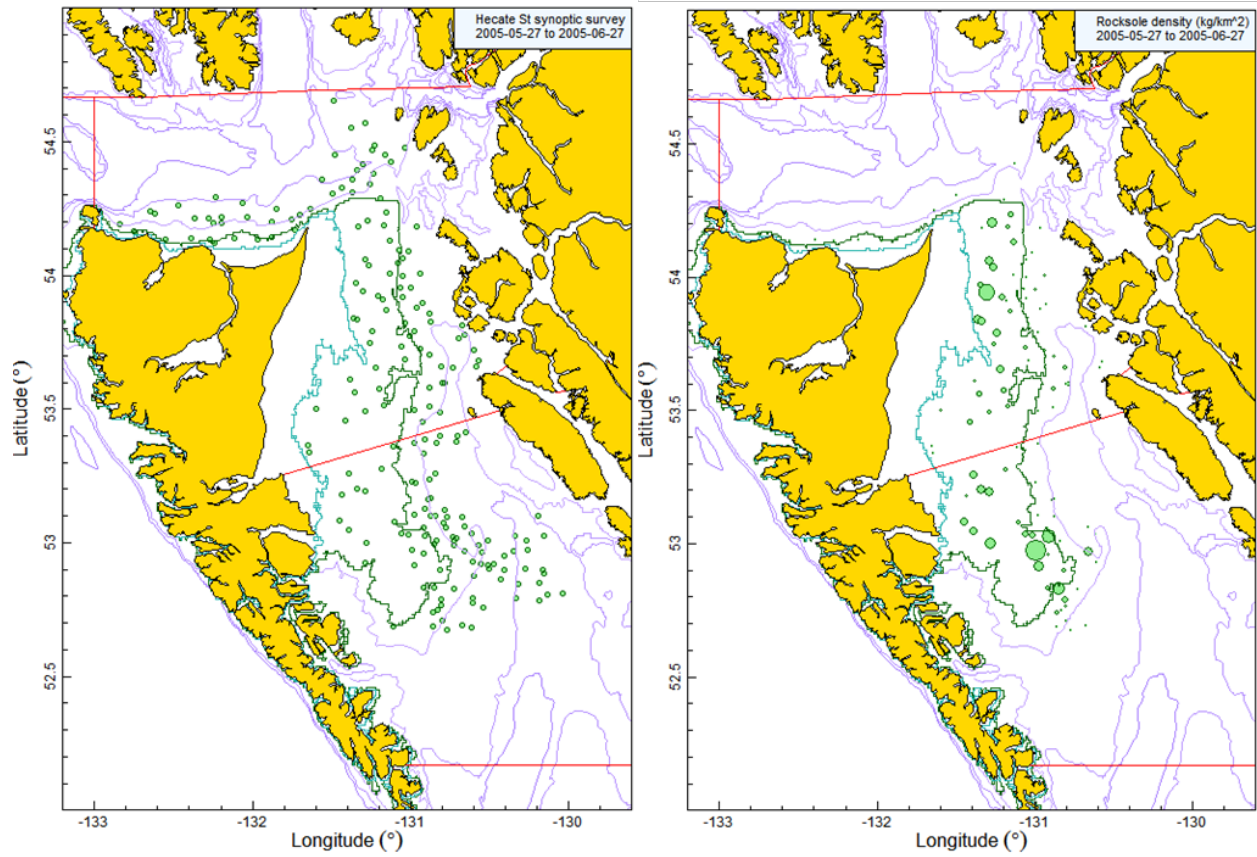 Hecate St synoptic survey
2005-05-27 to 2005-06-27
Latitude (°)
54.5
54
53.5
53
52.5
-133
-132
-131
-130
Longitude (°)
Rocksole density (kg/km^2)
2005-05-27 to 2005-06-27
Latitude (°)
54.5
54
53.5
53
52.5
-133
-132
-131
-130
Longitude (°)